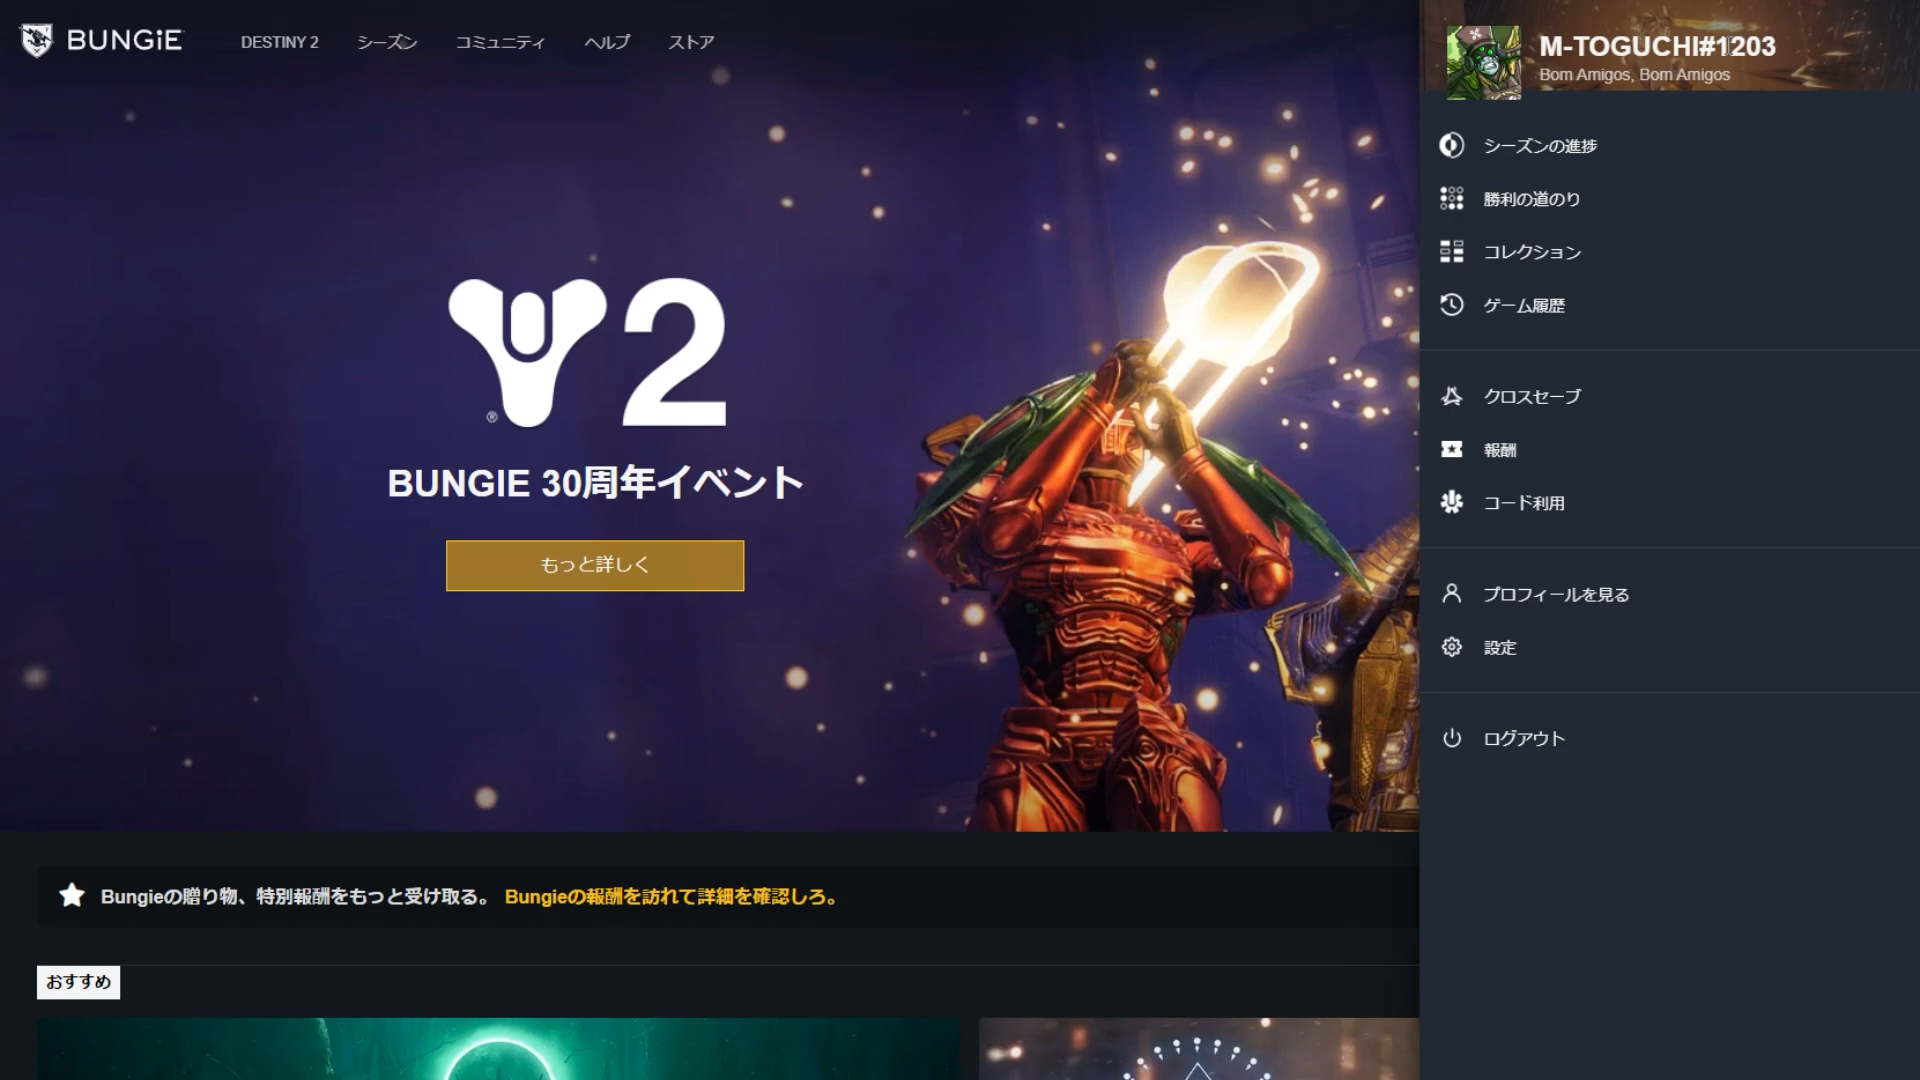 BUNGiE
DESTINY 2
シーズン
コミュニティ
ヘルプ
ストア
M-TOGUCHI#1203
Bom Amigos, Bom Amigos
シーズンの進捗
勝利の道のり
コレクション
ゲーム履歴
クロスセーブ
報酬
コード利用
プロフィールを見る
設定
ログアウト
2
®
BUNGIE 30周年イベント
もっと詳しく
Bungieの贈り物、特別報酬をもっと受け取る。 Bungieの報酬を訪れて詳細を確認しろ。
おすすめ